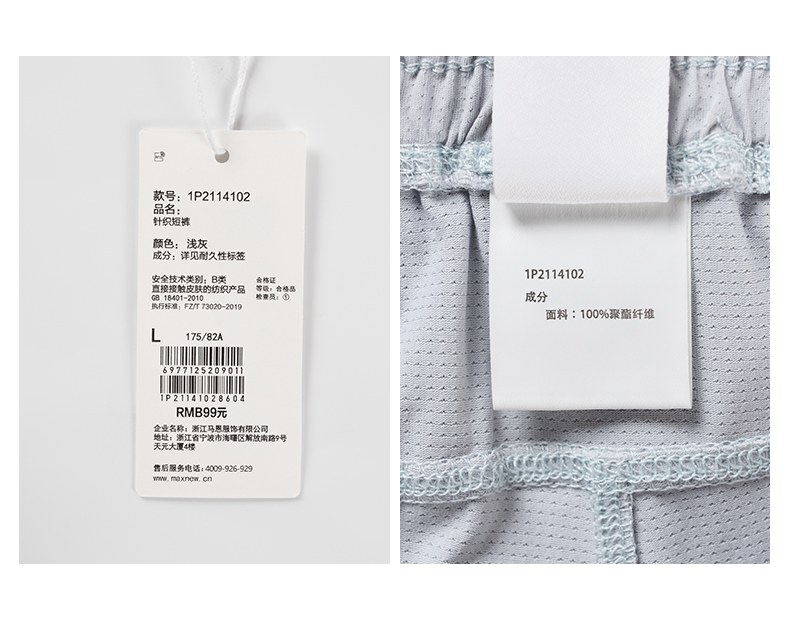 款号：1P2114102
品名：
针织短裤
颜色：浅灰
成分：详见耐久性标签
安全技术类别：B类
直接接触皮肤的纺织产品
GB 18401-2010
执行标准：FZ/T 73020-2019
合格证
等级：合格品
检查员：①
L 175/82A
6977125209011
1P21141028604
RMB99元
企业名称：浙江马恩服饰有限公司
地址：浙江省宁波市海曙区解放南路9号
天元大厦4楼
售后服务电话：4009-926-929
www.maxnew.cn
1P2114102
成分
面料：100%聚酯纤维